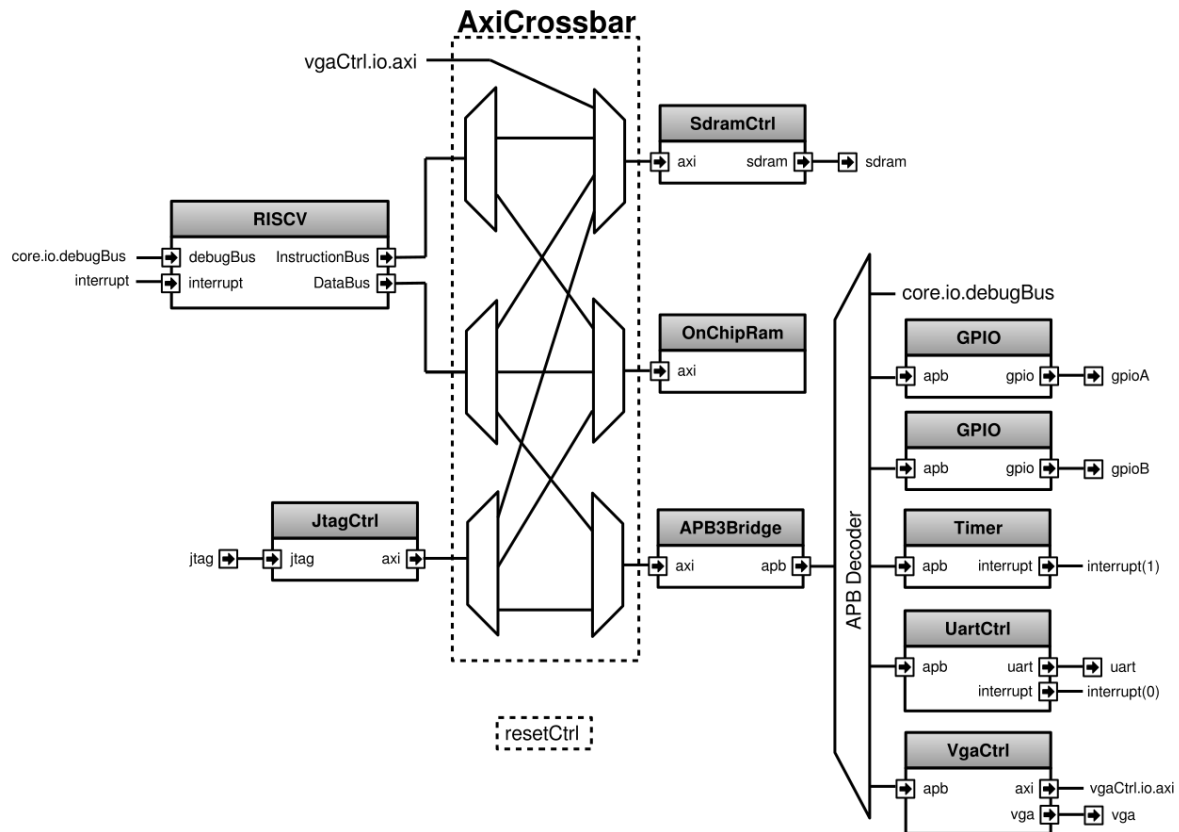 AxiCrossbar
vgaCtrl.io.axi
SdramCtrl
axi sdram sdram
RISCV
core.io.debugBus debugBus InstructionBus
interrupt interrupt DataBus
OnChipRam
axi
JtagCtrl
jtag jtag axi
APB3Bridge
axi apb
resetCtrl
APB Decoder
core.io.debugBus
GPIO
apb gpio gpioA
GPIO
apb gpio gpioB
Timer
apb interrupt interrupt(1)
UartCtrl
apb uart uart
interrupt interrupt(0)
VgaCtrl
apb axi vgaCtrl.io.axi
vga vga